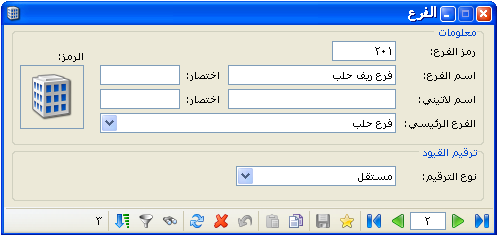 الفرع
معلومات
رمز الفرع: ٢٠١
الرمز:
اسم الفرع: فرع ريف حلب اختصار:
اسم لاتيني: اختصار:
الفرع الرئيسي: فرع حلب
ترقيم القيود
نوع الترقيم: مستقل
٢ ٣